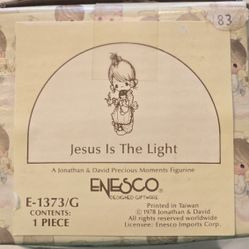 83
Jesus Is The Light
A Jonathan & David Precious Moments Figurine
ENESCO®
DESIGNED GIFTWARE
E-1373/G
CONTENTS:
1 PIECE
Printed in Taiwan
© 1978 Jonathan & David
All rights reserved worldwide
Licensee: Enesco Imports Corp.